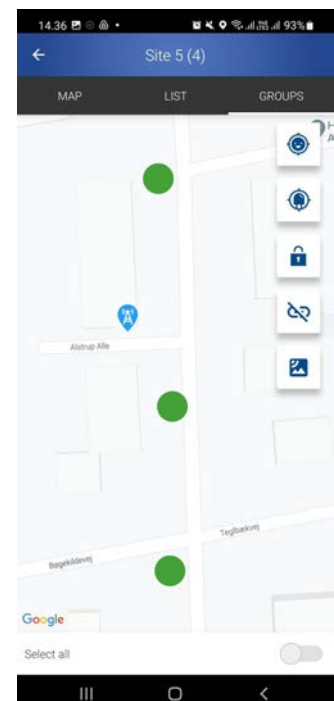 14.36 93%
Site 5 (4)
MAP LIST GROUPS
H
A
Alstrup Alle
Teglbækvej
Bøgekildevej
Google
Select all